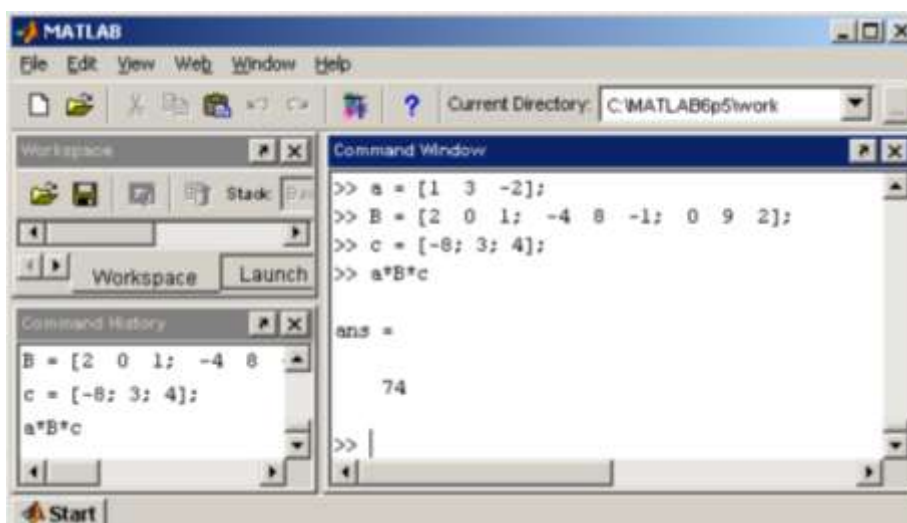 MATLAB
File Edit View Web Window Help
? Current Directory: C:\MATLAB6p5\work
Workspace
Stack:
Workspace Launch
Command History
B = [2 0 1; -4 8
c = [-8; 3; 4];
a*B*c
Command Window
>> a = [1 3 -2];
>> B = [2 0 1; -4 8 -1; 0 9 2];
>> c = [-8; 3; 4];
>> a*B*c
ans =
74
>>
Start